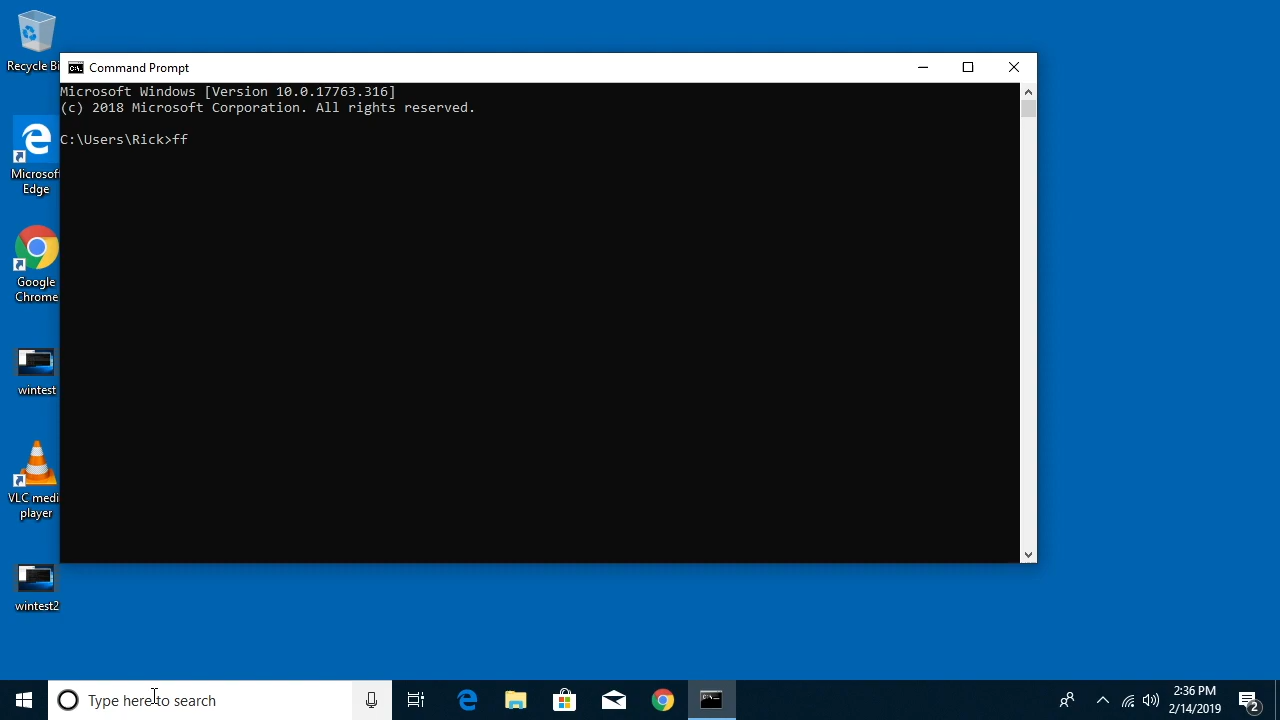 Recycle Bi
Command Prompt
Microsoft Windows [Version 10.0.17763.316]
(c) 2018 Microsoft Corporation. All rights reserved.
C:\Users\Rick>ff
Microsof
Edge
Google
Chrome
wintest
VLC medi
player
wintest2
Type here to search
2:36 PM
2/14/2019
2